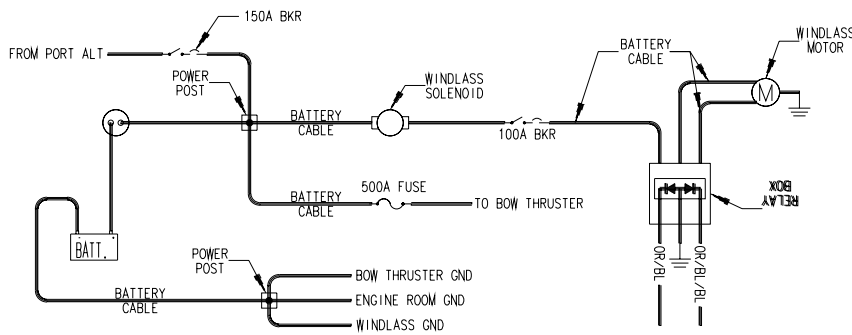 150A BKR
FROM PORT ALT
POWER
POST
WINDLASS
SOLENOID
BATTERY
CABLE
WINDLASS
MOTOR
M
BATTERY
CABLE
100A BKR
500A FUSE
BATTERY
CABLE
TO BOW THRUSTER
RELAY
BOX
BATT.
POWER
POST
OR/BL
OR/BL/BL
BOW THRUSTER GND
BATTERY
CABLE
ENGINE ROOM GND
WINDLASS GND